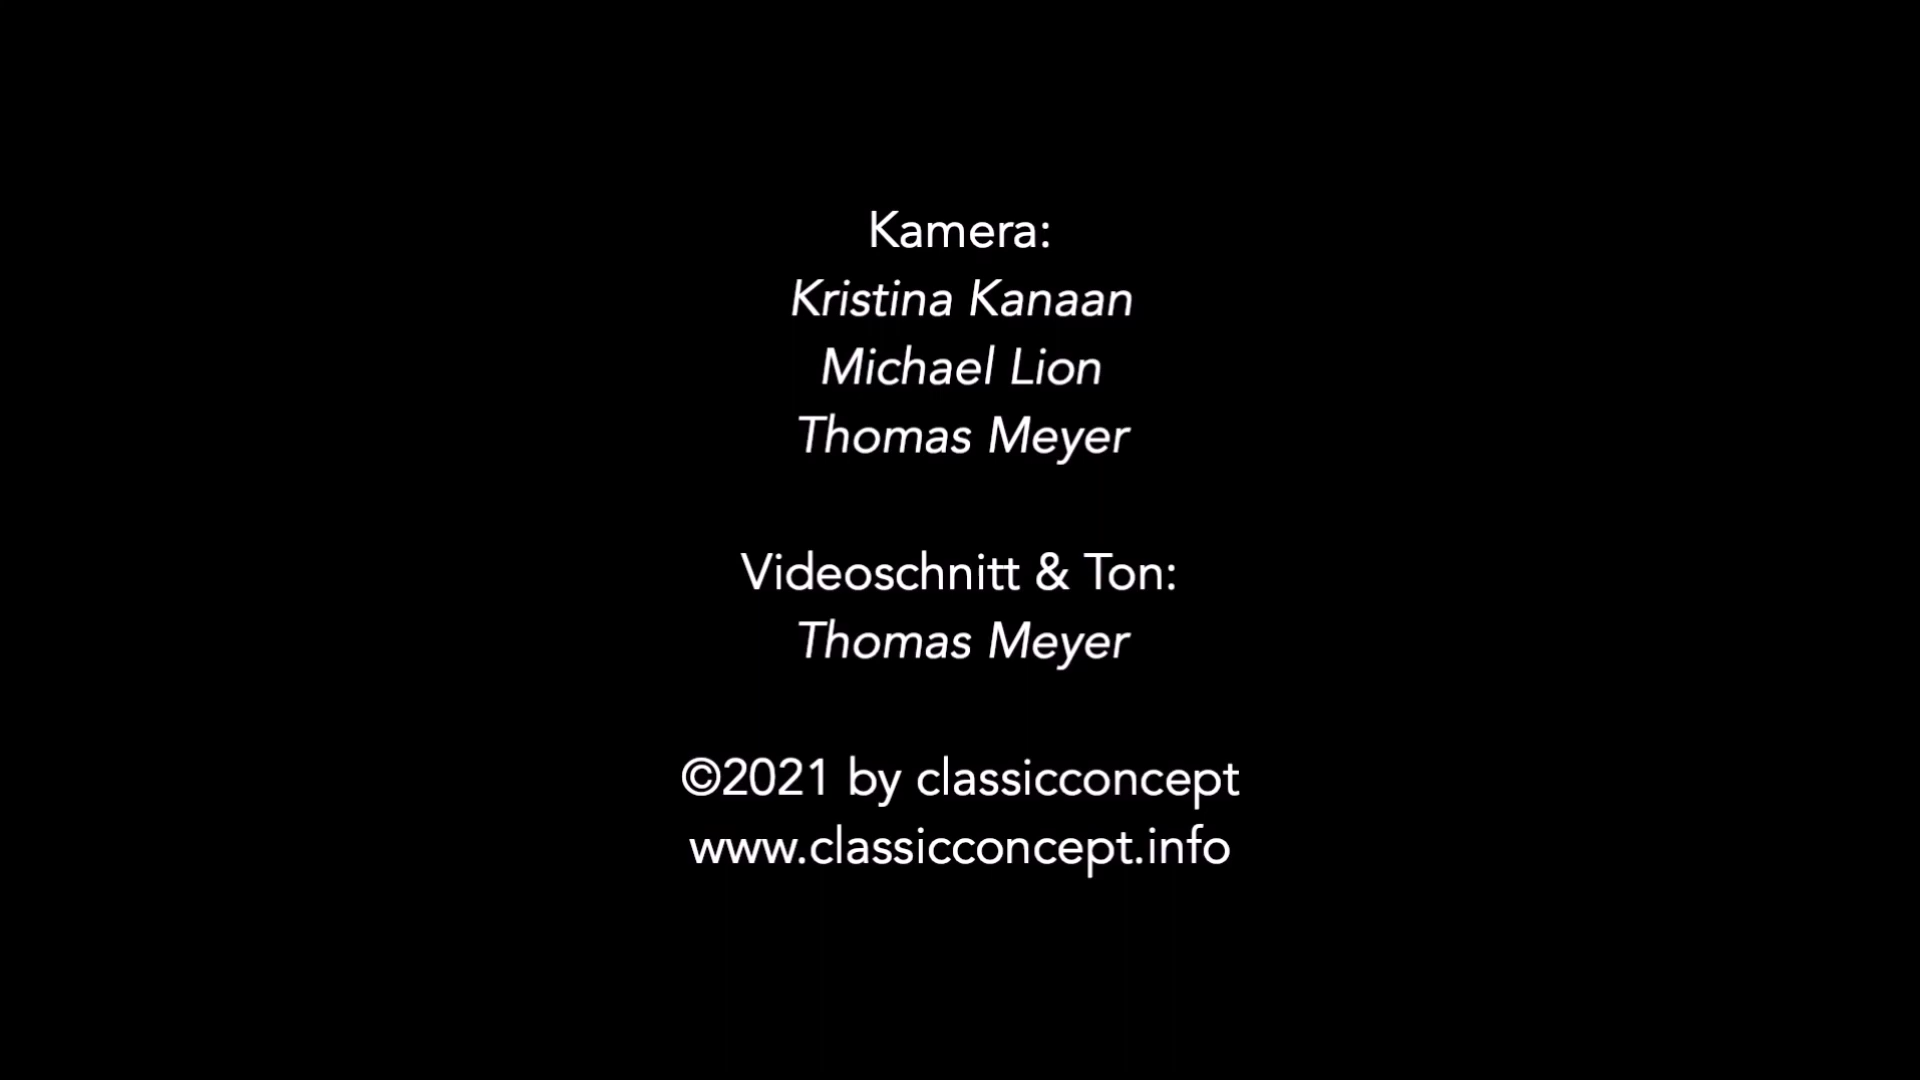 Kamera:
Kristina Kanaan
Michael Lion
Thomas Meyer
Videoschnitt & Ton:
Thomas Meyer
©2021 by classicconcept
www.classicconcept.info